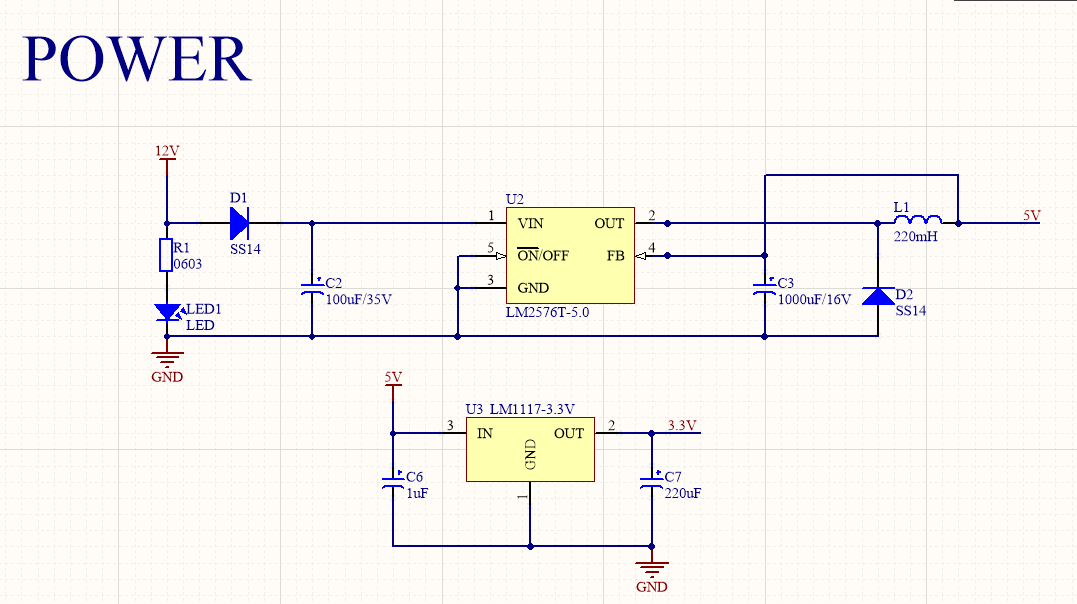 POWER
12V
D1
SS14
R1
0603
LED1
LED
GND
C2
100uF/35V
U2
1 VIN OUT 2
5 ON/OFF FB 4
3 GND
LM2576T-5.0
L1
220mH
5V
C3
1000uF/16V
D2
SS14
5V
U3 LM1117-3.3V
3 IN OUT 2
GND
1
3.3V
C6
1uF
C7
220uF
GND